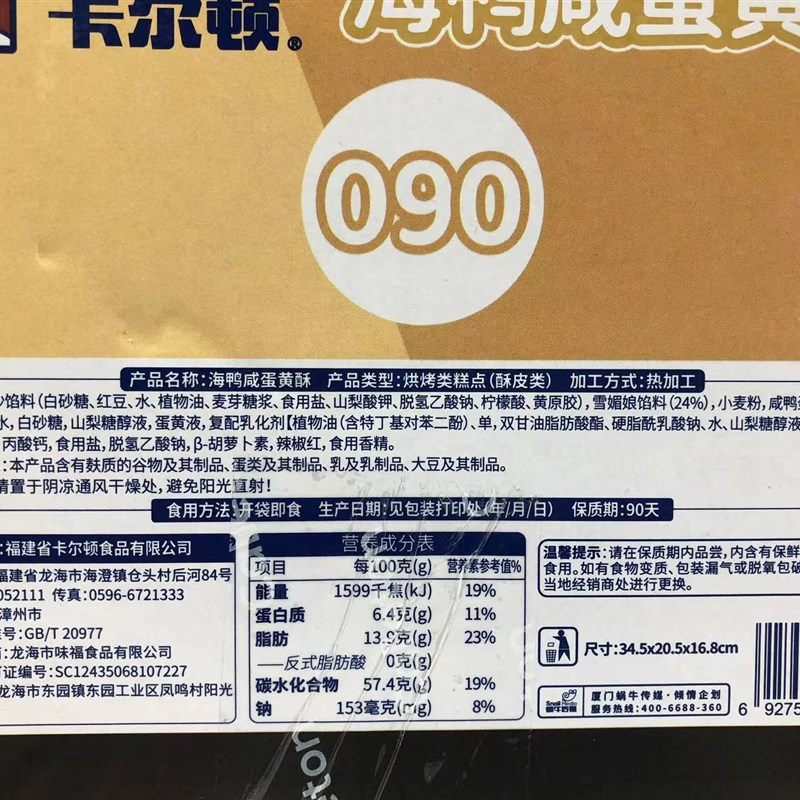 卡尔顿®
海鸭咸蛋黄
090
产品名称:海鸭咸蛋黄酥 产品类型:烘烤类糕点(酥皮类) 加工方式:热加工
馅料(白砂糖、红豆、水、植物油、麦芽糖浆、食用盐、山梨酸钾、脱氢乙酸钠、柠檬酸、黄原胶),雪媚娘馅料(24%),小麦粉,咸鸭
水,白砂糖,山梨糖醇液,蛋黄液,复配乳化剂【植物油(含特丁基对苯二酚)、单,双甘油脂肪酸酯、硬脂酰乳酸钠、水、山梨糖醇液
丙酸钙,食用盐,脱氢乙酸钠,β-胡萝卜素,辣椒红,食用香精。
:本产品含有麸质的谷物及其制品、蛋类及其制品、乳及乳制品、大豆及其制品。
请置于阴凉通风干燥处,避免阳光直射!
食用方法:开袋即食 生产日期:见包装打印处(年/月/日) 保质期:90天
:福建省卡尔顿食品有限公司
福建省龙海市海澄镇仓头村后河84号
052111 传真:0596-6721333
漳州市
号:GB/T 20977
:龙海市味福食品有限公司
证编号:SC12435068107227
龙海市东园镇东园工业区凤鸣村阳光
营养成分表
项目 每100克(g) 营养素参考值%
能量 1599千焦(kJ) 19%
蛋白质 6.4克(g) 11%
脂肪 13.9克(g) 23%
——反式脂肪酸 0克(g)
碳水化合物 57.4克(g) 19%
钠 153毫克(mg) 8%
温馨提示:请在保质期内品尝,内含有保鲜
食用。如有食物变质、包装漏气或脱氧包破
当地经销商处进行更换。
尺寸:34.5x20.5x16.8cm
厦门蜗牛传媒·倾情企划
服务热线:400-6688-360
6 9275
ton